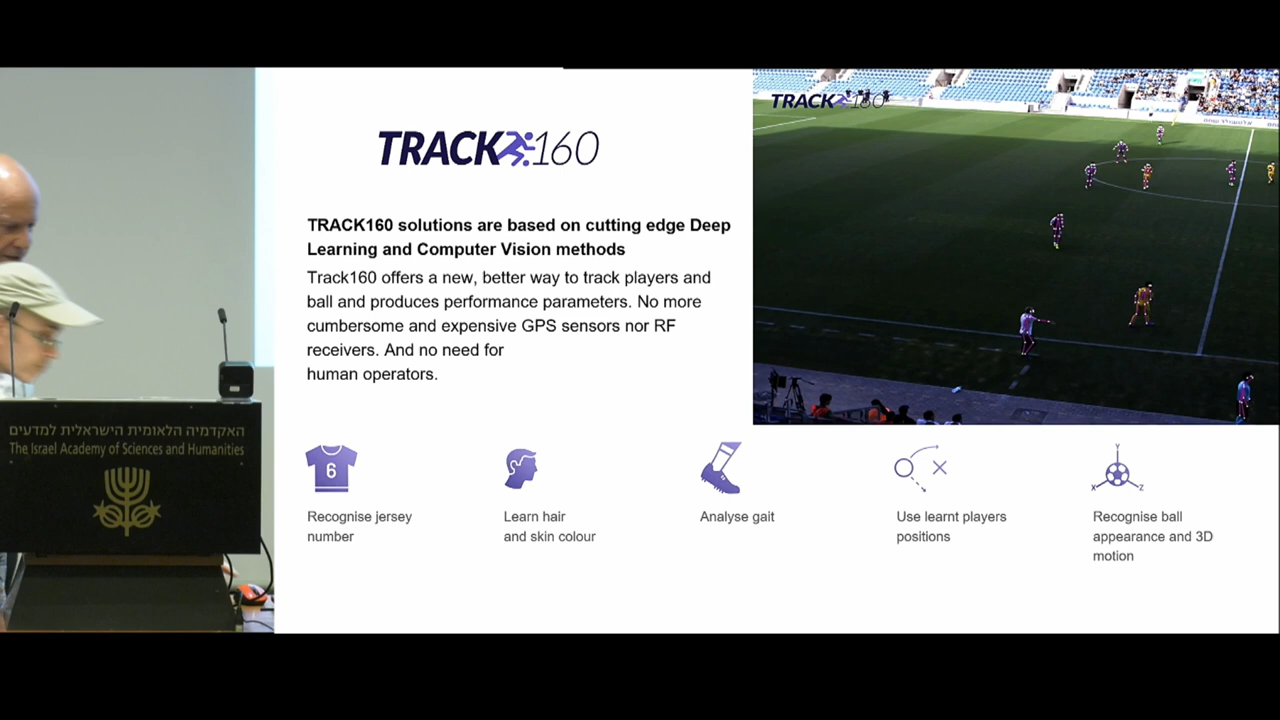 TRACK160
TRACK160 solutions are based on cutting edge Deep
Learning and Computer Vision methods
Track160 offers a new, better way to track players and
ball and produces performance parameters. No more
cumbersome and expensive GPS sensors nor RF
receivers. And no need for
human operators.
TRACK160
6
Recognise jersey
number
Learn hair
and skin colour
Analyse gait
Use learnt players
positions
Y
X
Z
Recognise ball
appearance and 3D
motion
האקדמיה הלאומית הישראלית למדעים
The Israel Academy of Sciences and Humanities